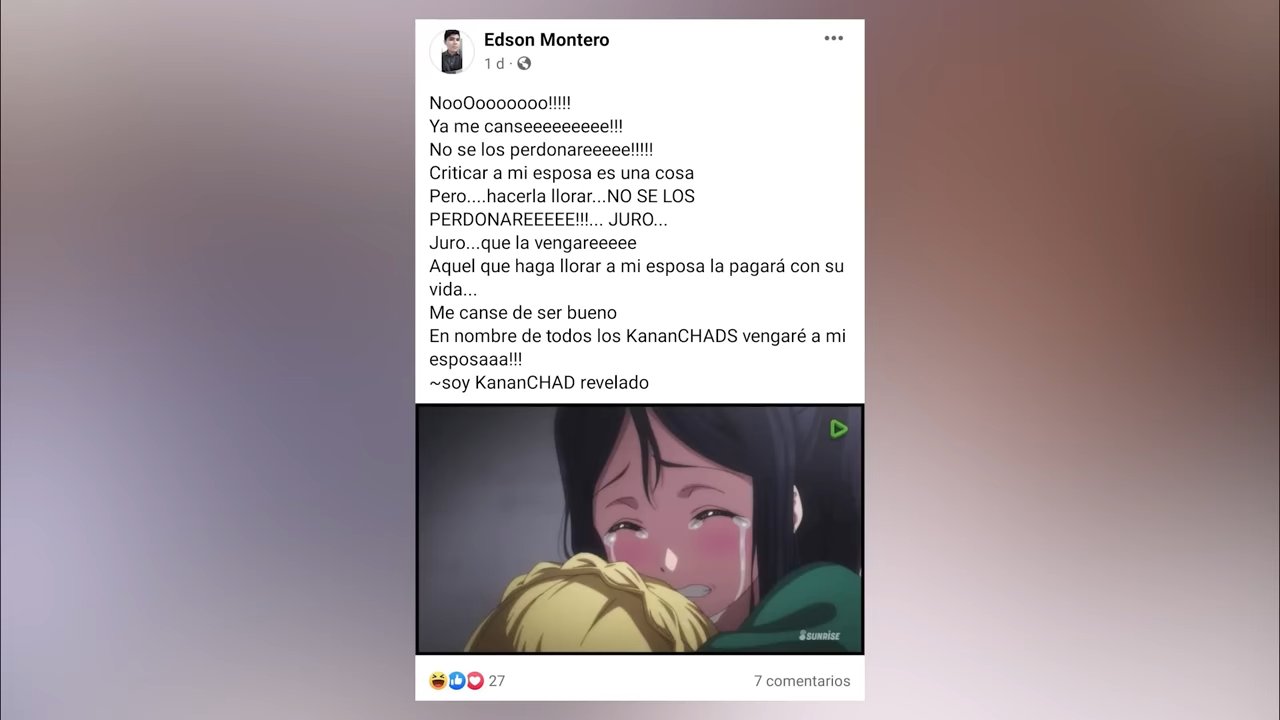 Edson Montero
1 d ·
NooOoooooooo!!!!!
Ya me canseeeeeeeee!!!
No se los perdonareeeee!!!!!
Criticar a mi esposa es una cosa
Pero....hacerla llorar...NO SE LOS
PERDONAREEEEE!!!... JURO...
Juro...que la vengareeeee
Aquel que haga llorar a mi esposa la pagará con su
vida...
Me canse de ser bueno
En nombre de todos los KananCHADS vengaré a mi
esposaaa!!!
~soy KananCHAD revelado
SUNRISE
27
7 comentarios